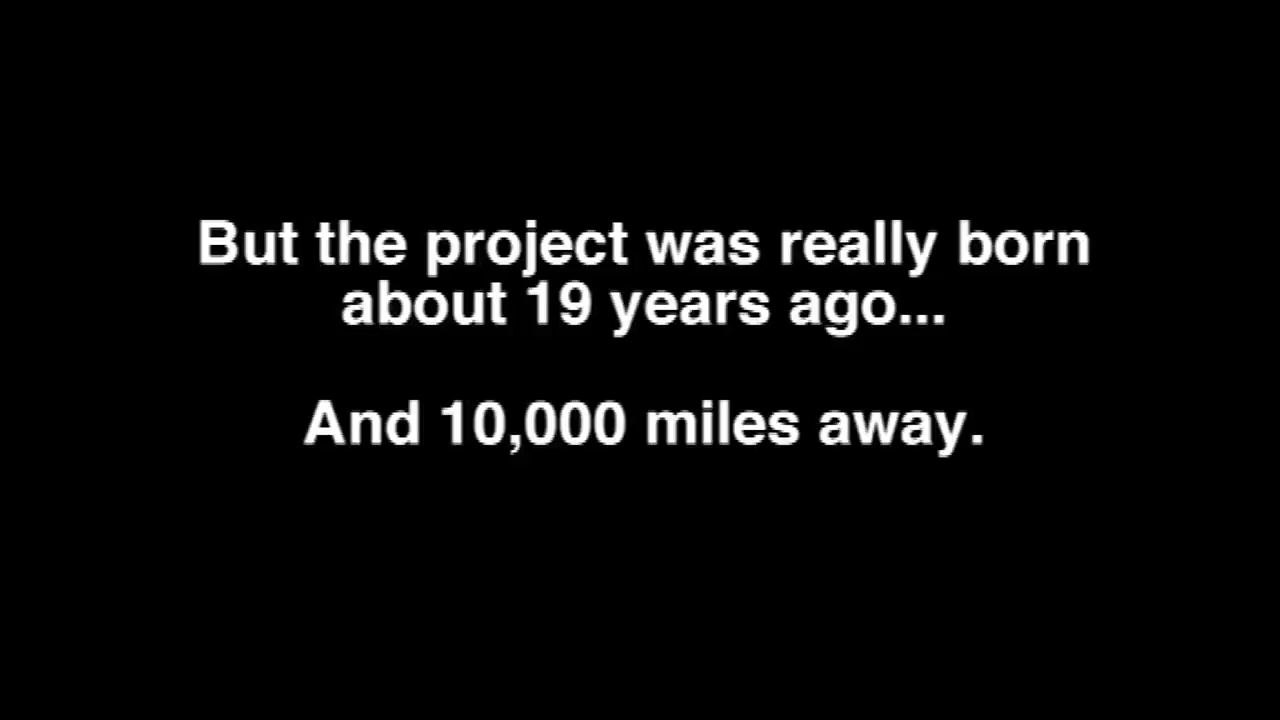 But the project was really born
about 19 years ago...
And 10,000 miles away.